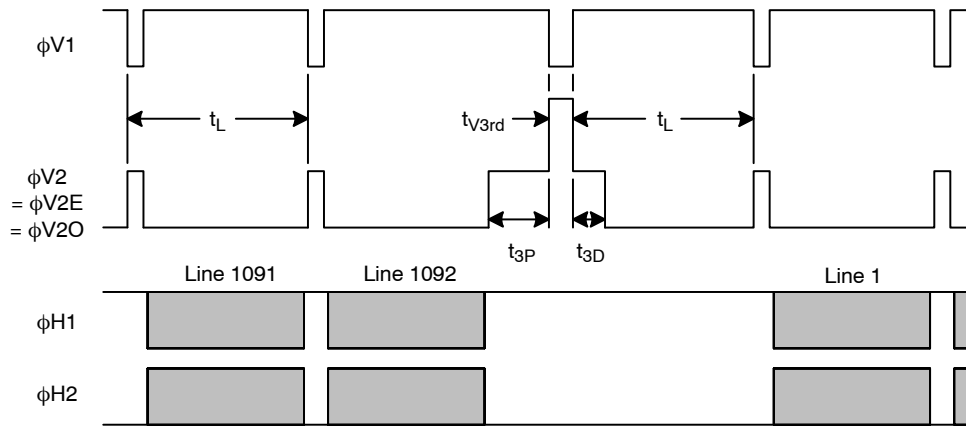 ϕV1
t_L
t_V3rd
t_L
ϕV2
= ϕV2E
= ϕV2O
t_3P
t_3D
Line 1091
Line 1092
Line 1
ϕH1
ϕH2